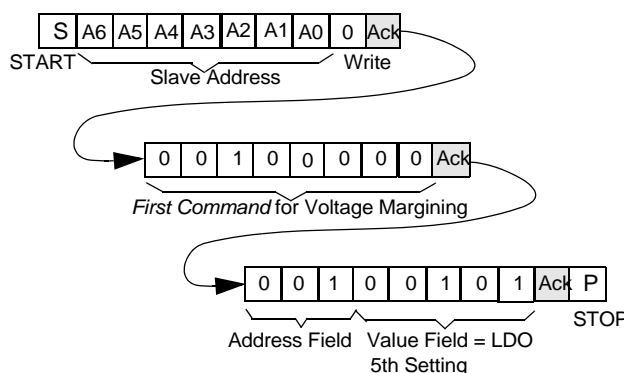 S A6 A5 A4 A3 A2 A1 A0 0 Ack
START Slave Address Write
0 0 1 0 0 0 0 0 Ack
First Command for Voltage Margining
0 0 1 0 0 1 0 1 Ack P
STOP
Address Field Value Field = LDO
5th Setting